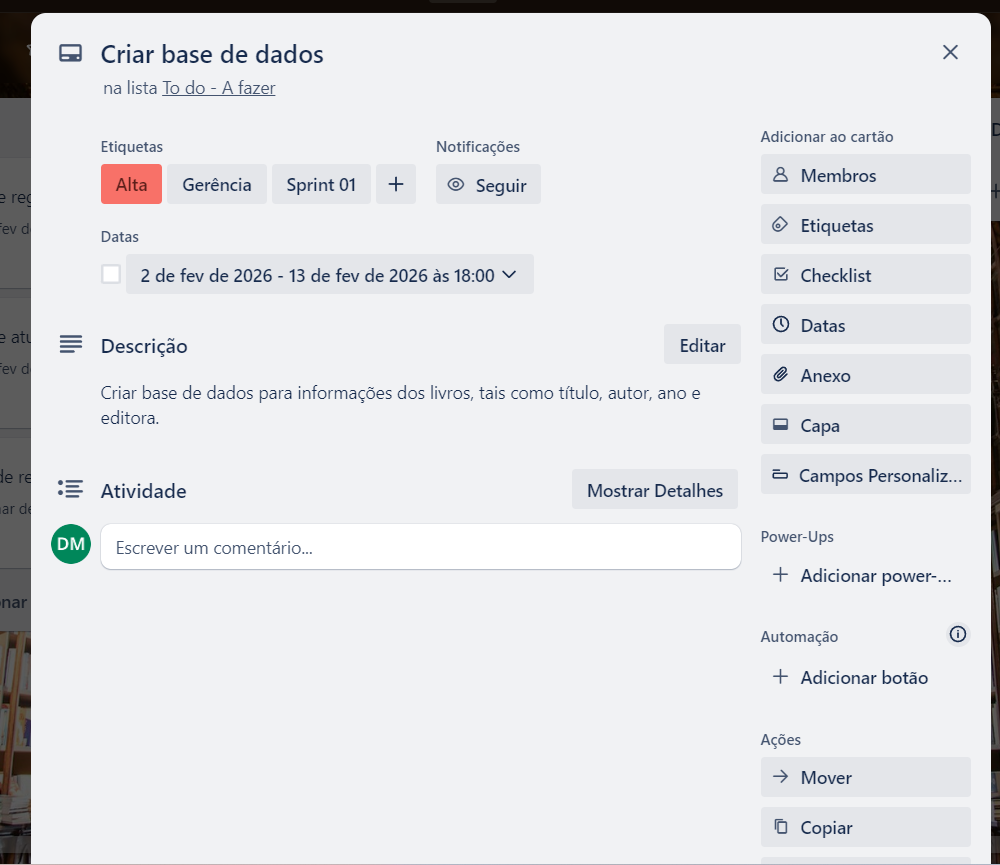 Criar base de dados
na lista To do - A fazer
Etiquetas
Notificações
Alta
Gerência
Sprint 01
Seguir
Datas
2 de fev de 2026 - 13 de fev de 2026 às 18:00
Descrição
Editar
Criar base de dados para informações dos livros, tais como título, autor, ano e
editora.
Atividade
Mostrar Detalhes
DM
Escrever um comentário...
Adicionar ao cartão
Membros
Etiquetas
Checklist
Datas
Anexo
Capa
Campos Personaliz...
Power-Ups
Adicionar power-...
Automação
Adicionar botão
Ações
Mover
Copiar